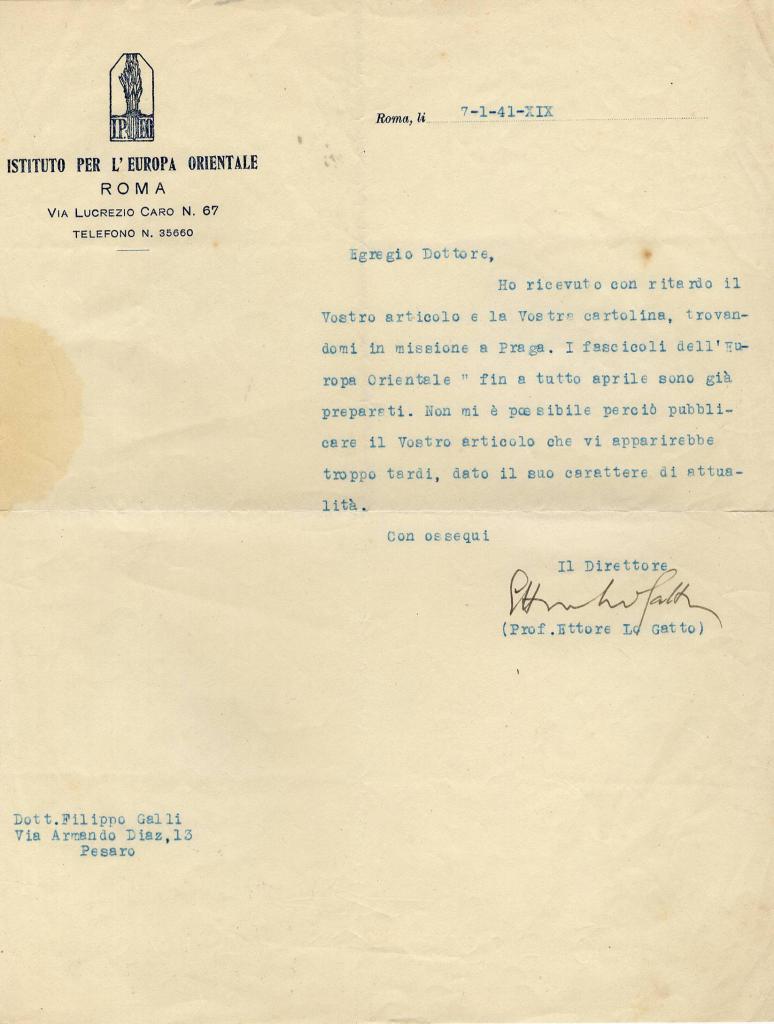 IPEO
ISTITUTO PER L'EUROPA ORIENTALE
ROMA
VIA LUCREZIO CARO N. 67
TELEFONO N. 35660
Roma, li 7-1-41-XIX
Egregio Dottore,
Ho ricevuto con ritardo il
Vostro articolo e la Vostra cartolina, trovan-
domi in missione a Praga. I fascicoli dell'Eu-
ropa Orientale " fin a tutto aprile sono già
preparati. Non mi è possibile perciò pubbli-
care il Vostro articolo che vi apparirebbe
troppo tardi, dato il suo carattere di attua-
lità.
Con ossequi
Il Direttore
Ettore Lo Gatto
(Prof.Ettore Lo Gatto)
Dott.Filippo Galli
Via Armando Diaz,13
Pesaro